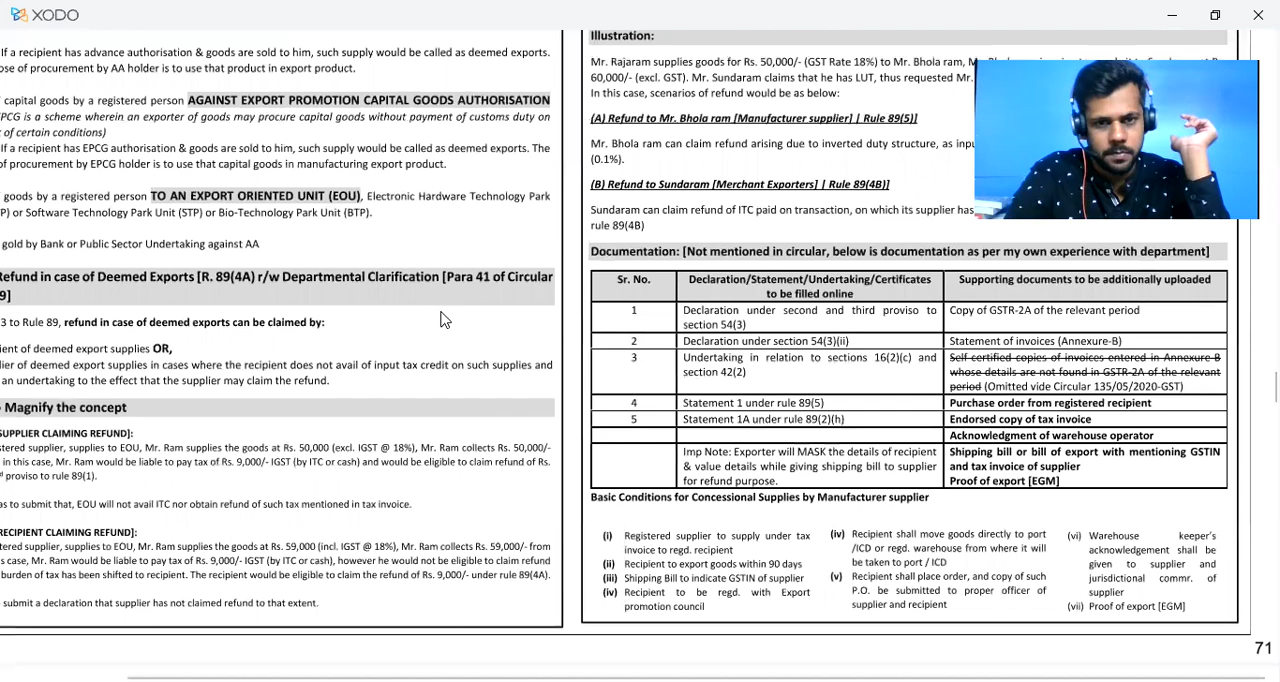 XODO
If a recipient has advance authorisation & goods are sold to him, such supply would be called as deemed exports.
ose of procurement by AA holder is to use that product in export product.
capital goods by a registered person AGAINST EXPORT PROMOTION CAPITAL GOODS AUTHORISATION
PCG is a scheme wherein an exporter of goods may procure capital goods without payment of customs duty on
t of certain conditions)
If a recipient has EPCG authorisation & goods are sold to him, such supply would be called as deemed exports. The
of procurement by EPCG holder is to use that capital goods in manufacturing export product.
goods by a registered person TO AN EXPORT ORIENTED UNIT (EOU), Electronic Hardware Technology Park
P) or Software Technology Park Unit (STP) or Bio-Technology Park Unit (BTP).
gold by Bank or Public Sector Undertaking against AA
Refund in case of Deemed Exports [R. 89(4A) r/w Departmental Clarification [Para 41 of Circular
9]
3 to Rule 89, refund in case of deemed exports can be claimed by:
ient of deemed export supplies OR,
lier of deemed export supplies in cases where the recipient does not avail of input tax credit on such supplies and
an undertaking to the effect that the supplier may claim the refund.
Magnify the concept
SUPPLIER CLAIMING REFUND]:
stered supplier, supplies to EOU, Mr. Ram supplies the goods at Rs. 50,000 (excl. IGST @ 18%), Mr. Ram collects Rs. 50,000/-
in this case, Mr. Ram would be liable to pay tax of Rs. 9,000/- IGST (by ITC or cash) and would be eligible to claim refund of Rs.
proviso to rule 89(1).
as to submit that, EOU will not avail ITC nor obtain refund of such tax mentioned in tax invoice.
RECIPIENT CLAIMING REFUND]:
tered supplier, supplies to EOU, Mr. Ram supplies the goods at Rs. 59,000 (incl. IGST @ 18%), Mr. Ram collects Rs. 59,000/- from
s case, Mr. Ram would be liable to pay tax of Rs. 9,000/- IGST (by ITC or cash), however he would not be eligible to claim refund
burden of tax has been shifted to recipient. The recipient would be eligible to claim the refund of Rs. 9,000/- under rule 89(4A).
submit a declaration that supplier has not claimed refund to that extent.
Illustration:
Mr. Rajaram supplies goods for Rs. 50,000/- (GST Rate 18%) to Mr. Bhola ram, M
60,000/- (excl. GST). Mr. Sundaram claims that he has LUT, thus requested Mr.
In this case, scenarios of refund would be as below:
(A) Refund to Mr. Bhola ram [Manufacturer supplier] | Rule 89(5)]
Mr. Bhola ram can claim refund arising due to inverted duty structure, as inpu
(0.1%).
(B) Refund to Sundaram [Merchant Exporters] | Rule 89(4B)]
Sundaram can claim refund of ITC paid on transaction, on which its supplier has
rule 89(4B)
Documentation: [Not mentioned in circular, below is documentation as per my own experience with department]
Sr. No. Declaration/Statement/Undertaking/Certificates to be filled online Supporting documents to be additionally uploaded
1 Declaration under second and third proviso to section 54(3) Copy of GSTR-2A of the relevant period
2 Declaration under section 54(3)(ii) Statement of invoices (Annexure-B)
3 Undertaking in relation to sections 16(2)(c) and section 42(2) Self-certified copies of invoices entered in Annexure-B whose details are not found in GSTR-2A of the relevant period (Omitted vide Circular 135/05/2020-GST)
4 Statement 1 under rule 89(5) Purchase order from registered recipient
5 Statement 1A under rule 89(2)(h) Endorsed copy of tax invoice
Acknowledgment of warehouse operator
Imp Note: Exporter will MASK the details of recipient & value details while giving shipping bill to supplier for refund purpose. Shipping bill or bill of export with mentioning GSTIN and tax invoice of supplier
Proof of export [EGM]
Basic Conditions for Concessional Supplies by Manufacturer supplier
(i) Registered supplier to supply under tax
invoice to regd. recipient
(ii) Recipient to export goods within 90 days
(iii) Shipping Bill to indicate GSTIN of supplier
(iv) Recipient to be regd. with Export
promotion council
(iv) Recipient shall move goods directly to port
/ICD or regd. warehouse from where it will
be taken to port / ICD
(v) Recipient shall place order, and copy of such
P.O. be submitted to proper officer of
supplier and recipient
(vi) Warehouse keeper's
acknowledgement shall be
given to supplier and
jurisdictional commr. of
supplier
(vii) Proof of export [EGM]
71